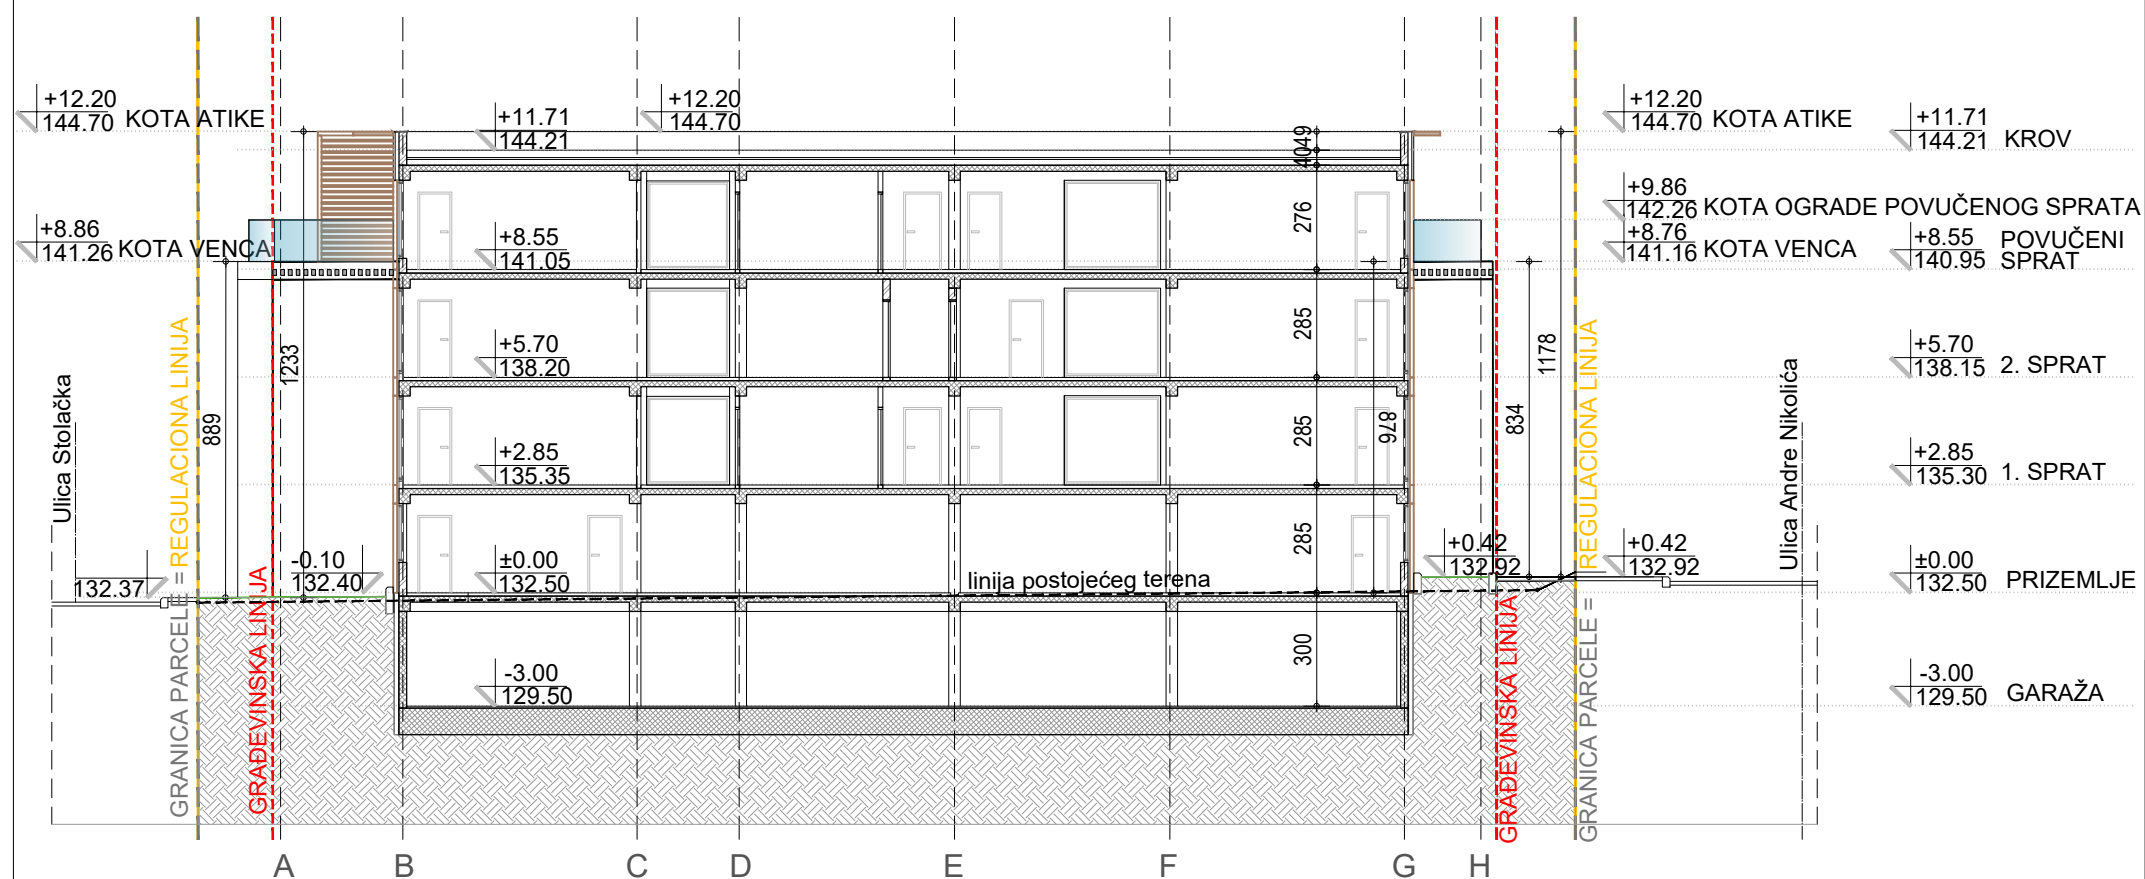 +12.20
144.70 KOTA ATIKE
+11.71
144.21
+12.20
144.70
+12.20
144.70 KOTA ATIKE
+11.71
144.21 KROV
49
40
+9.86
142.26 KOTA OGRADE POVUČENOG SPRATA
+8.86
141.26 KOTA VENCA
+8.55
141.05
276
+8.76
141.16 KOTA VENCA
+8.55
140.95
POVUČENI
SPRAT
1233
889
+5.70
138.20
285
1178
834
+5.70
138.15 2. SPRAT
Ulica Stolačka
GRANICA PARCELE = REGULACIONA LINIJA
GRAĐEVINSKA LINIJA
+2.85
135.35
285
876
+2.85
135.30 1. SPRAT
Ulica Andre Nikolića
GRANICA PARCELE = REGULACIONA LINIJA
GRAĐEVINSKA LINIJA
132.37
-0.10
132.40
±0.00
132.50
285
linija postojećeg terena
+0.42
132.92
+0.42
132.92
±0.00
132.50 PRIZEMLJE
-3.00
129.50
300
-3.00
129.50 GARAŽA
A B C D E F G H